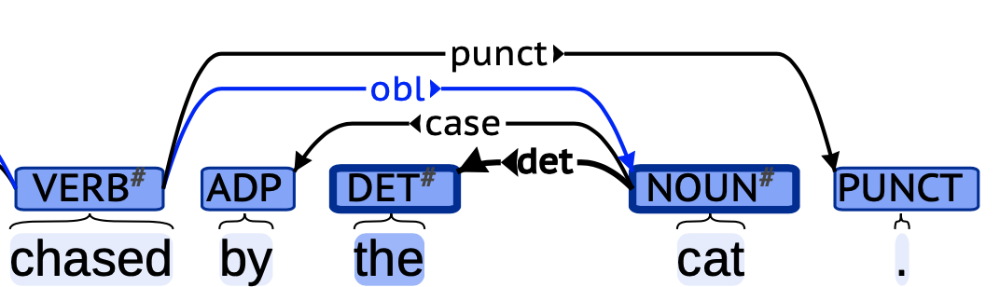 punct
obl
case
det
VERB# ADP DET# NOUN# PUNCT
chased by the cat .